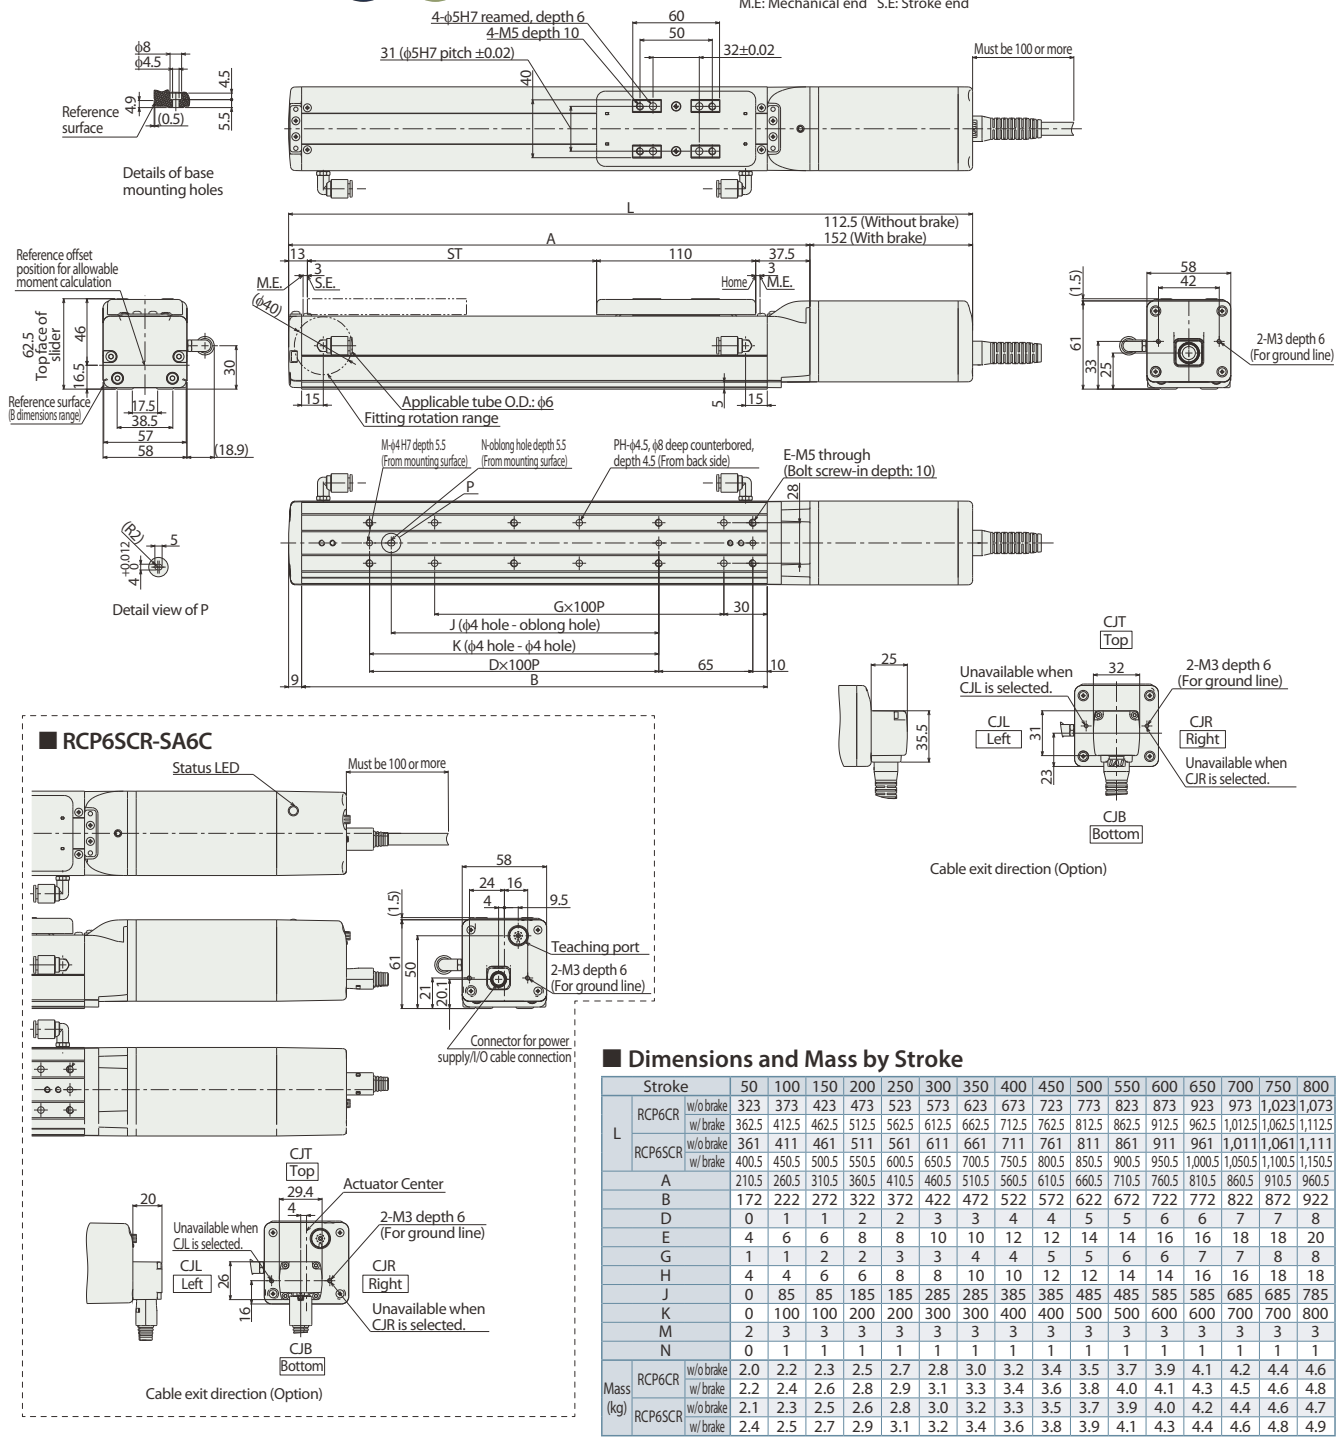 M.E: Mechanical end   S.E: Stroke end
4-ϕ5H7 reamed, depth 6
4-M5 depth 10
31 (ϕ5H7 pitch ±0.02)
60
50
32±0.02
40
Must be 100 or more
ϕ8
ϕ4.5
4.5
4.9
5.5
(0.5)
Reference
surface
Details of base
mounting holes
L
112.5 (Without brake)
152 (With brake)
A
13
ST
110
37.5
3
3
M.E.
S.E.
Home
M.E.
(ϕ40)
Reference offset
position for allowable
moment calculation
62.5
Top face of
slider
46
16.5
30
Reference surface
(B dimensions range)
17.5
38.5
57
58
(18.9)
15
5
15
Applicable tube O.D.: ϕ6
Fitting rotation range
58
42
(1.5)
61
33
25
2-M3 depth 6
(For ground line)
M-ϕ4 H7 depth 5.5
(From mounting surface)
N-oblong hole depth 5.5
(From mounting surface)
PH-ϕ4.5, ϕ8 deep counterbored,
depth 4.5 (From back side)
E-M5 through
(Bolt screw-in depth: 10)
P
28
(R2)
5
4 +0.012 0
Detail view of P
G×100P
30
J (ϕ4 hole - oblong hole)
K (ϕ4 hole - ϕ4 hole)
D×100P
65
10
9
B
25
35.5
CJT
Top
32
Unavailable when
CJL is selected.
2-M3 depth 6
(For ground line)
CJL
Left
31
23
CJR
Right
Unavailable when
CJR is selected.
CJB
Bottom
Cable exit direction (Option)
■ RCP6SCR-SA6C
Status LED
Must be 100 or more
58
24
16
4
9.5
(1.5)
61
50
21
20.1
Teaching port
2-M3 depth 6
(For ground line)
Connector for power
supply/I/O cable connection
CJT
Top
29.4
4
Actuator Center
20
Unavailable when
CJL is selected.
2-M3 depth 6
(For ground line)
CJL
Left
26
16
CJR
Right
Unavailable when
CJR is selected.
CJB
Bottom
Cable exit direction (Option)
■ Dimensions and Mass by Stroke
Stroke 50 100 150 200 250 300 350 400 450 500 550 600 650 700 750 800
L RCP6CR w/o brake 323 373 423 473 523 573 623 673 723 773 823 873 923 973 1,023 1,073
w/ brake 362.5 412.5 462.5 512.5 562.5 612.5 662.5 712.5 762.5 812.5 862.5 912.5 962.5 1,012.5 1,062.5 1,112.5
RCP6SCR w/o brake 361 411 461 511 561 611 661 711 761 811 861 911 961 1,011 1,061 1,111
w/ brake 400.5 450.5 500.5 550.5 600.5 650.5 700.5 750.5 800.5 850.5 900.5 950.5 1,000.5 1,050.5 1,100.5 1,150.5
A 210.5 260.5 310.5 360.5 410.5 460.5 510.5 560.5 610.5 660.5 710.5 760.5 810.5 860.5 910.5 960.5
B 172 222 272 322 372 422 472 522 572 622 672 722 772 822 872 922
D 0 1 1 2 2 3 3 4 4 5 5 6 6 7 7 8
E 4 6 6 8 8 10 10 12 12 14 14 16 16 18 18 20
G 1 1 2 2 3 3 4 4 5 5 6 6 7 7 8 8
H 4 4 6 6 8 8 10 10 12 12 14 14 16 16 18 18
J 0 85 85 185 185 285 285 385 385 485 485 585 585 685 685 785
K 0 100 100 200 200 300 300 400 400 500 500 600 600 700 700 800
M 2 3 3 3 3 3 3 3 3 3 3 3 3 3 3 3
N 0 1 1 1 1 1 1 1 1 1 1 1 1 1 1 1
Mass (kg) RCP6CR w/o brake 2.0 2.2 2.3 2.5 2.7 2.8 3.0 3.2 3.4 3.5 3.7 3.9 4.1 4.2 4.4 4.6
w/ brake 2.2 2.4 2.6 2.8 2.9 3.1 3.3 3.4 3.6 3.8 4.0 4.1 4.3 4.5 4.6 4.8
RCP6SCR w/o brake 2.1 2.3 2.5 2.6 2.8 3.0 3.2 3.3 3.5 3.7 3.9 4.0 4.2 4.4 4.6 4.7
w/ brake 2.4 2.5 2.7 2.9 3.1 3.2 3.4 3.6 3.8 3.9 4.1 4.3 4.4 4.6 4.8 4.9